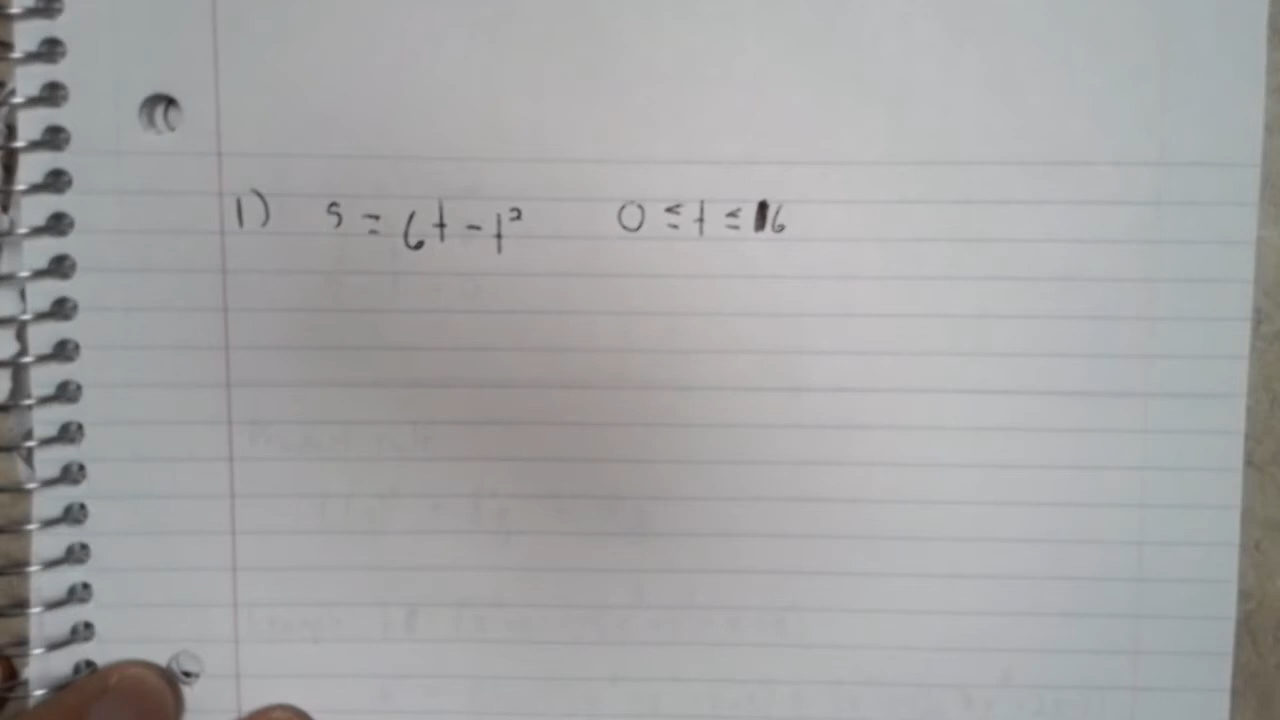 1) s = 6t - t² 0 ≤ t ≤ 6